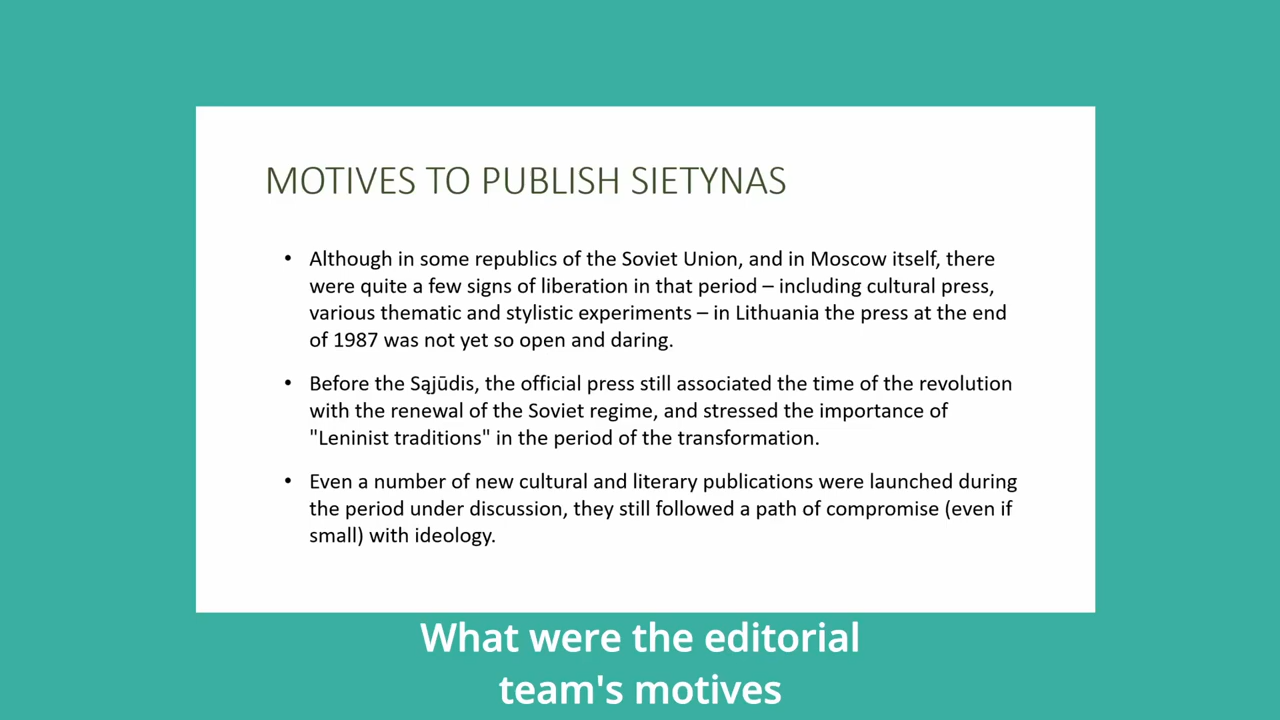 MOTIVES TO PUBLISH SIETYNAS
• Although in some republics of the Soviet Union, and in Moscow itself, there
were quite a few signs of liberation in that period – including cultural press,
various thematic and stylistic experiments – in Lithuania the press at the end
of 1987 was not yet so open and daring.
• Before the Sąjūdis, the official press still associated the time of the revolution
with the renewal of the Soviet regime, and stressed the importance of
"Leninist traditions" in the period of the transformation.
• Even a number of new cultural and literary publications were launched during
the period under discussion, they still followed a path of compromise (even if
small) with ideology.
What were the editorial
team's motives